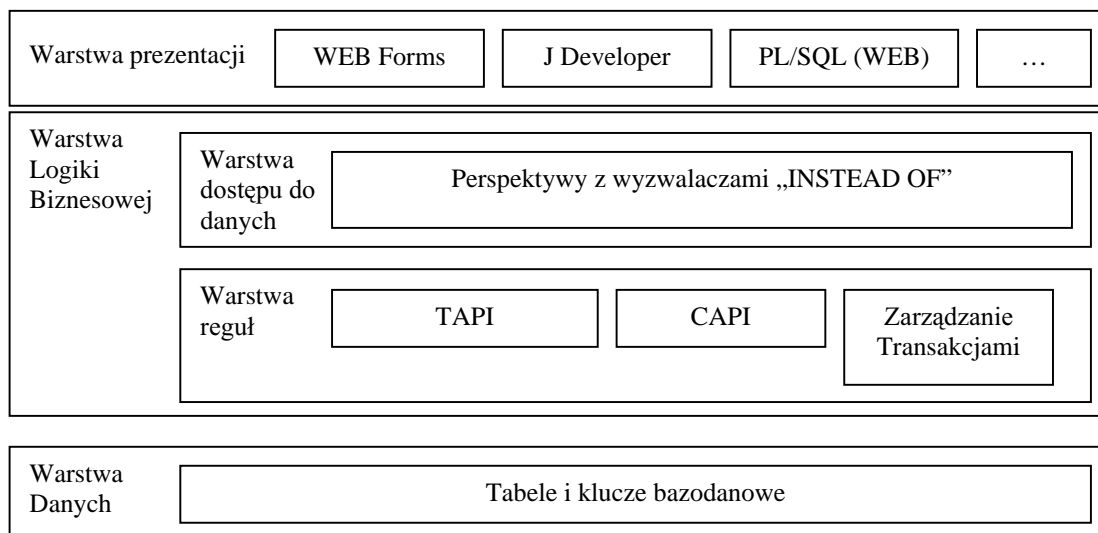 Warstwa prezentacji
WEB Forms
J Developer
PL/SQL (WEB)
…
Warstwa
Logiki
Biznesowej
Warstwa
dostępu do
danych
Perspektywy z wyzwalaczami „INSTEAD OF”
Warstwa
reguł
TAPI
CAPI
Zarządzanie
Transakcjami
Warstwa
Danych
Tabele i klucze bazodanowe